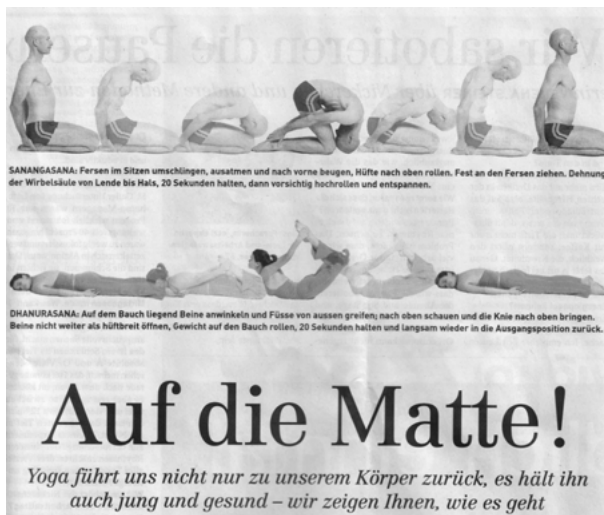 SANANGASANA: Fersen im Sitzen umschlingen, ausatmen und nach vorne beugen, Hüfte nach oben rollen. Fest an den Fersen ziehen. Dehnung
der Wirbelsäule von Lende bis Hals, 20 Sekunden halten, dann vorsichtig hochrollen und entspannen.
DHANURASANA: Auf dem Bauch liegend Beine anwinkeln und Füsse von aussen greifen; nach oben schauen und die Knie nach oben bringen.
Beine nicht weiter als hüftbreit öffnen, Gewicht auf den Bauch rollen, 20 Sekunden halten und langsam wieder in die Ausgangsposition zurück.
Auf die Matte!
Yoga führt uns nicht nur zu unserem Körper zurück, es hält ihn
auch jung und gesund – wir zeigen Ihnen, wie es geht